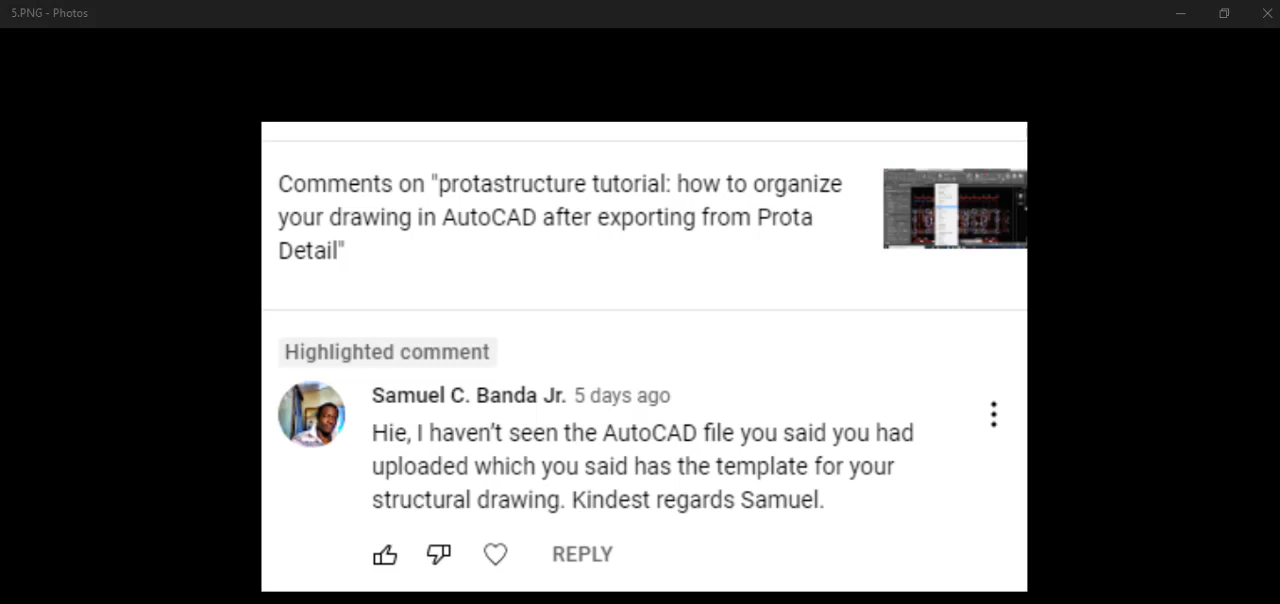 5.PNG - Photos
Comments on "protastructure tutorial: how to organize
your drawing in AutoCAD after exporting from Prota
Detail"
Highlighted comment
Samuel C. Banda Jr. 5 days ago
Hie, I haven't seen the AutoCAD file you said you had
uploaded which you said has the template for your
structural drawing. Kindest regards Samuel.
REPLY